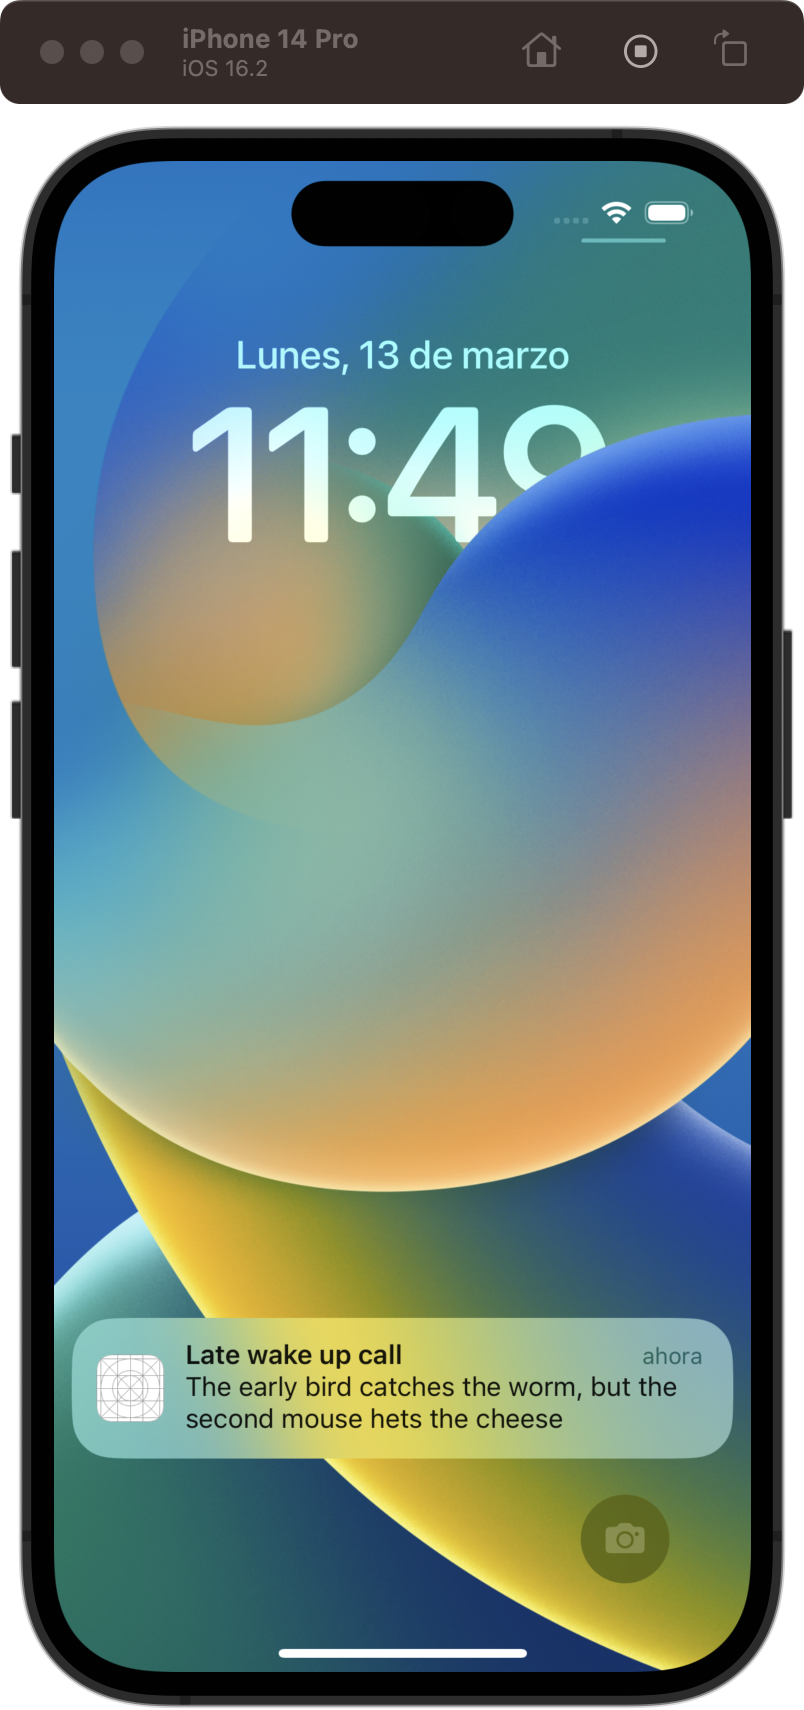 iPhone 14 Pro
iOS 16.2
Lunes, 13 de marzo
11:49
Late wake up call
ahora
The early bird catches the worm, but the
second mouse hets the cheese